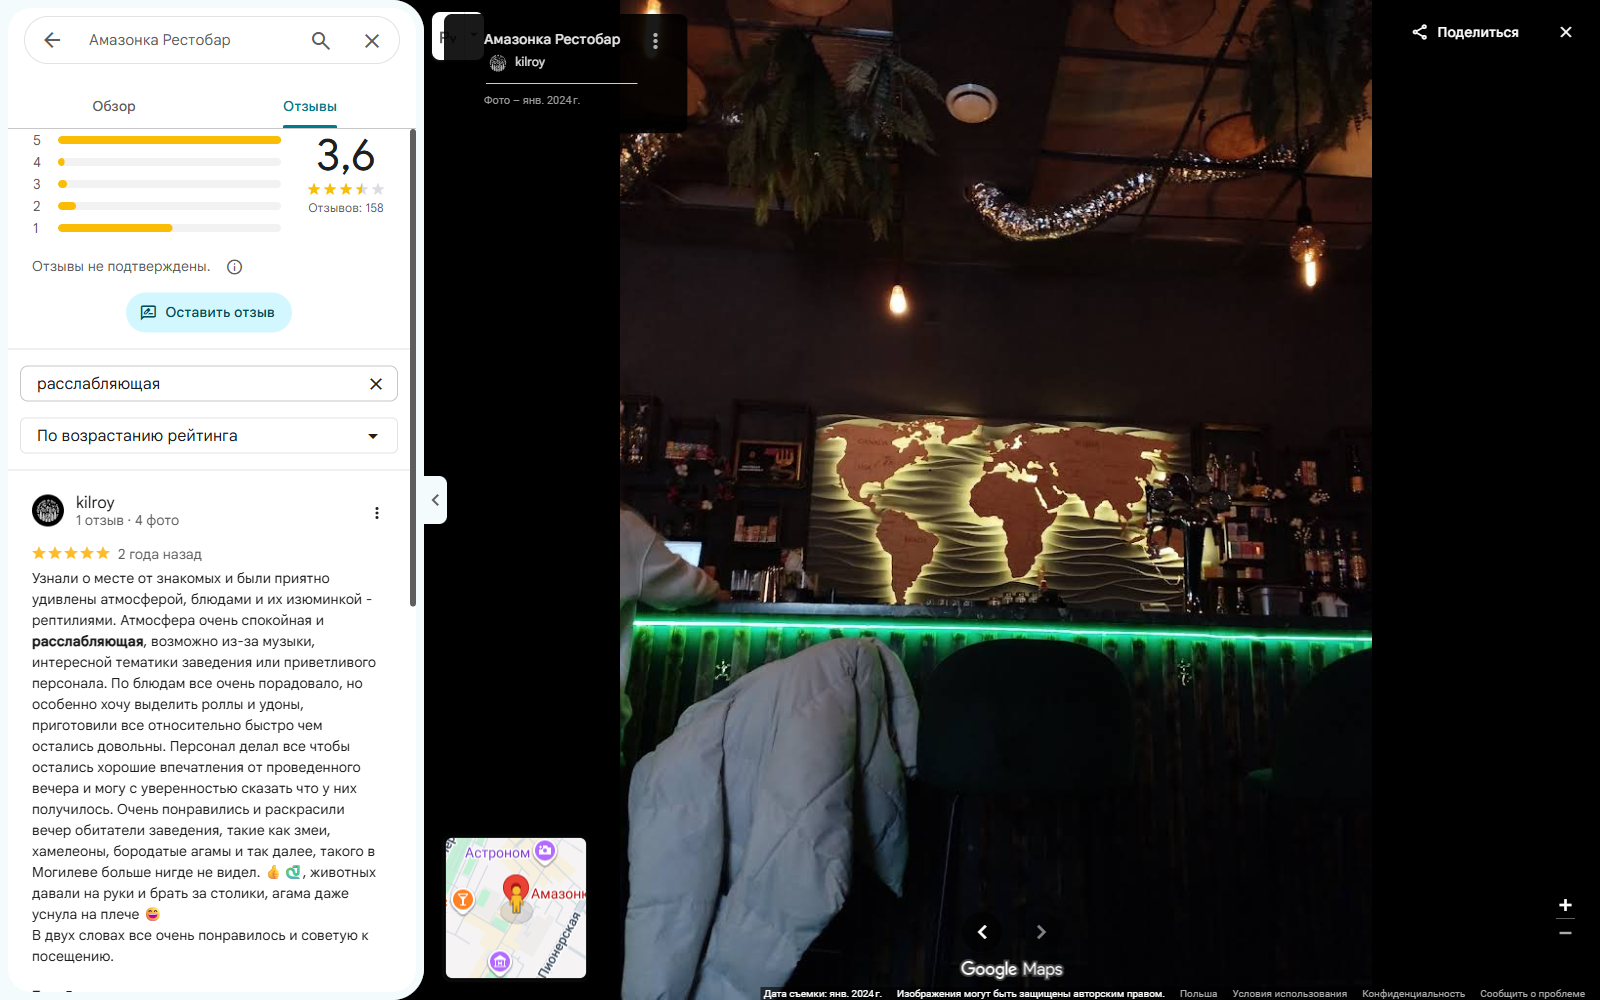 Амазонка Рестобар
Обзор
Отзывы
5
4
3
2
1
3,6
Отзывов: 158
Отзывы не подтверждены.
Оставить отзыв
расслабляющая
По возрастанию рейтинга
kilroy
1 отзыв · 4 фото
2 года назад
Узнали о месте от знакомых и были приятно
удивлены атмосферой, блюдами и их изюминкой -
рептилиями. Атмосфера очень спокойная и
расслабляющая, возможно из-за музыки,
интересной тематики заведения или приветливого
персонала. По блюдам все очень порадовало, но
особенно хочу выделить роллы и удоны,
приготовили все относительно быстро чем
остались довольны. Персонал делал все чтобы
остались хорошие впечатления от проведенного
вечера и могу с уверенностью сказать что у них
получилось. Очень понравились и раскрасили
вечер обитатели заведения, такие как змеи,
хамелеоны, бородатые агамы и так далее, такого в
Могилеве больше нигде не видел. 👍 🐍, животных
давали на руки и брать за столики, агама даже
уснула на плече 😄
В двух словах все очень понравилось и советую к
посещению.
Амазонка Рестобар
kilroy
Фото – янв. 2024 г.
Поделиться
Астроном
Амазонк
Пионерская
Google Maps
Дата съемки: янв. 2024 г.
Изображения могут быть защищены авторским правом.
Польша
Условия использования
Конфиденциальность
Сообщить о проблеме